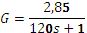 G = 2,85 / 120s + 1